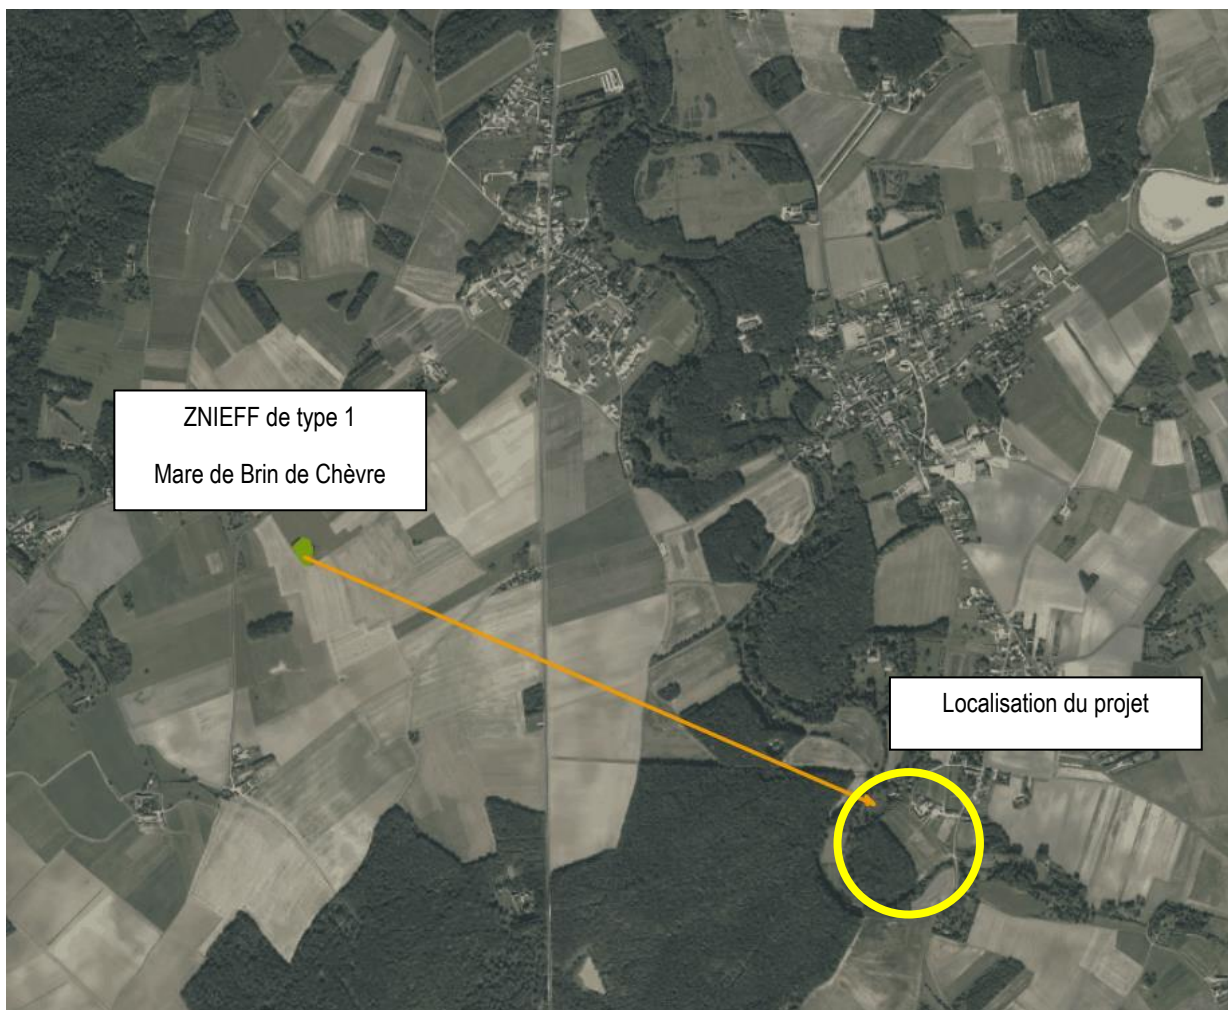 ZNIEFF de type 1
Mare de Brin de Chèvre
Localisation du projet